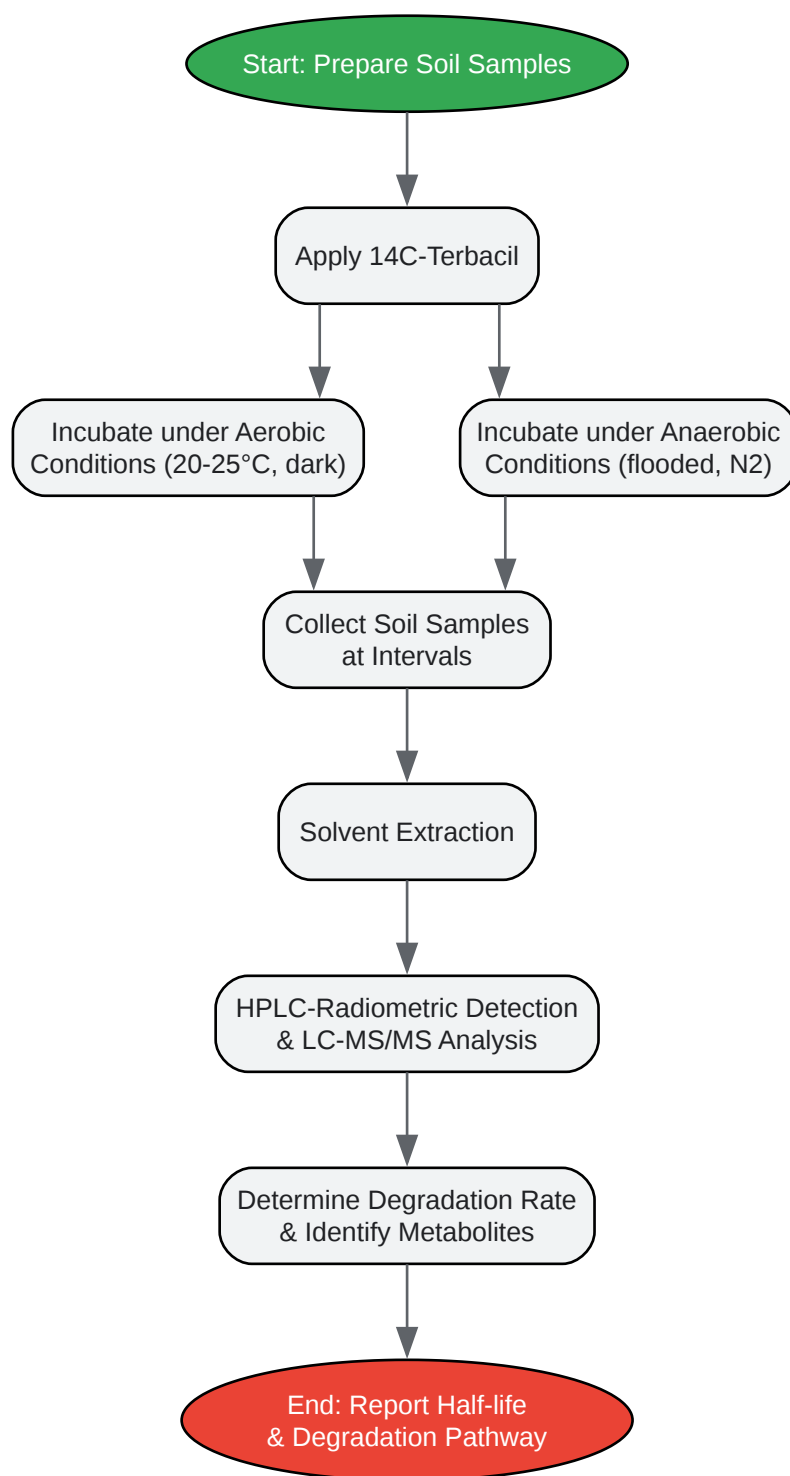 Start: Prepare Soil Samples
Apply 14C-Terbacil
Incubate under Aerobic
Conditions (20-25°C, dark)
Incubate under Anaerobic
Conditions (flooded, N2)
Collect Soil Samples
at Intervals
Solvent Extraction
HPLC-Radiometric Detection
& LC-MS/MS Analysis
Determine Degradation Rate
& Identify Metabolites
End: Report Half-life
& Degradation Pathway